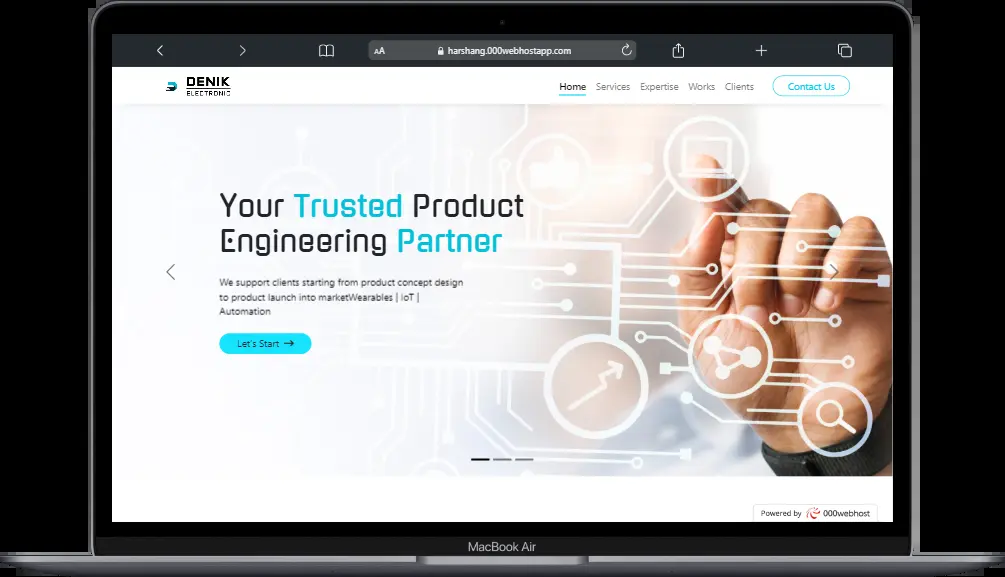 AA harshang.000webhostapp.com
DENIK
ELECTRONIC
Home Services Expertise Works Clients Contact Us
Your Trusted Product
Engineering Partner
We support clients starting from product concept design
to product launch into marketWearables | IoT |
Automation
Let's Start →
Powered by 000webhost
MacBook Air